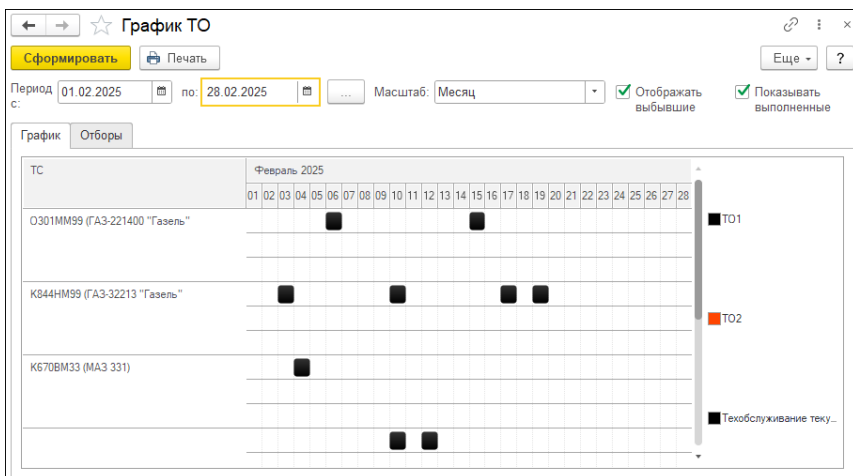 График ТО
Сформировать Печать Еще ?
Период с: 01.02.2025 по: 28.02.2025 ... Масштаб: Месяц Отображать выбывшие Показывать выполненные
График Отборы
ТС Февраль 2025
01 02 03 04 05 06 07 08 09 10 11 12 13 14 15 16 17 18 19 20 21 22 23 24 25 26 27 28
О301ММ99 (ГАЗ-221400 "Газель" ТО1
К844НМ99 (ГАЗ-32213 "Газель"
ТО2
К670ВМ33 (МАЗ 331)
Техобслуживание теку...